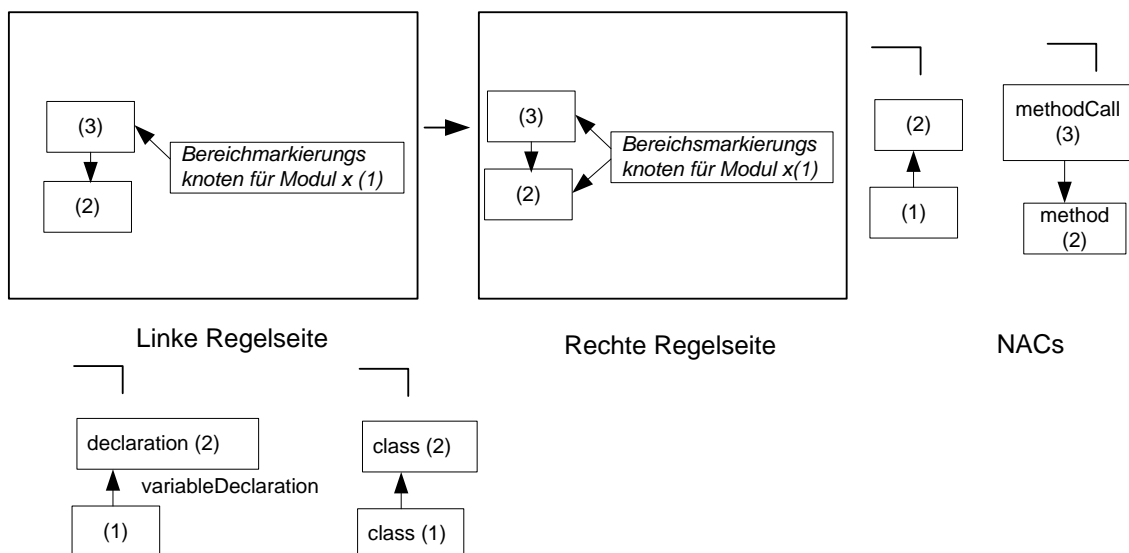 (3)
Bereichmarkierungs
knoten für Modul x (1)
(2)
(3)
Bereichsmarkierungs
knoten für Modul x(1)
(2)
(2)
(1)
methodCall
(3)
method
(2)
Linke Regelseite
Rechte Regelseite
NACs
declaration (2)
variableDeclaration
(1)
class (2)
class (1)